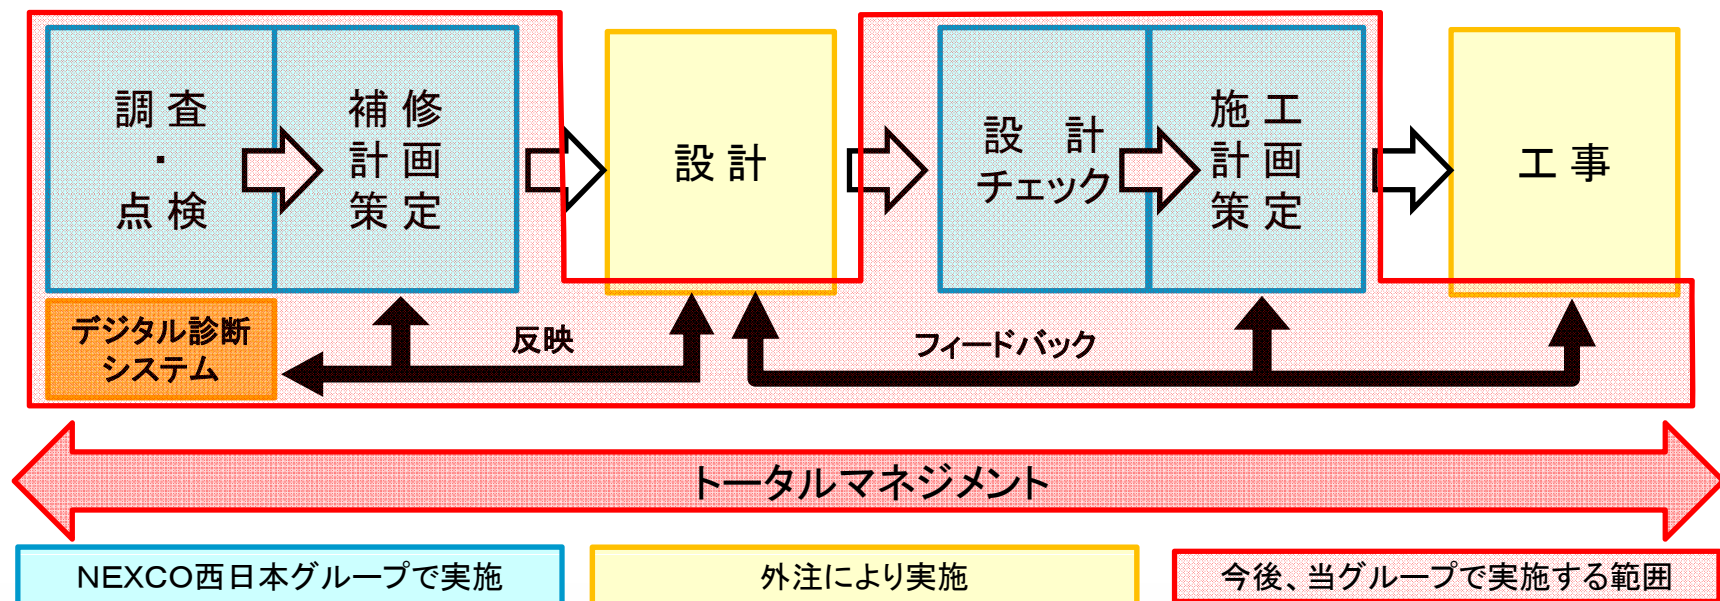 調査
・
点検
補修
計画
策定
設計
設 計
チェック
施工
計画
策定
工事
デジタル診断
システム
反映
フィードバック
トータルマネジメント
NEXCO西日本グループで実施
外注により実施
今後、当グループで実施する範囲